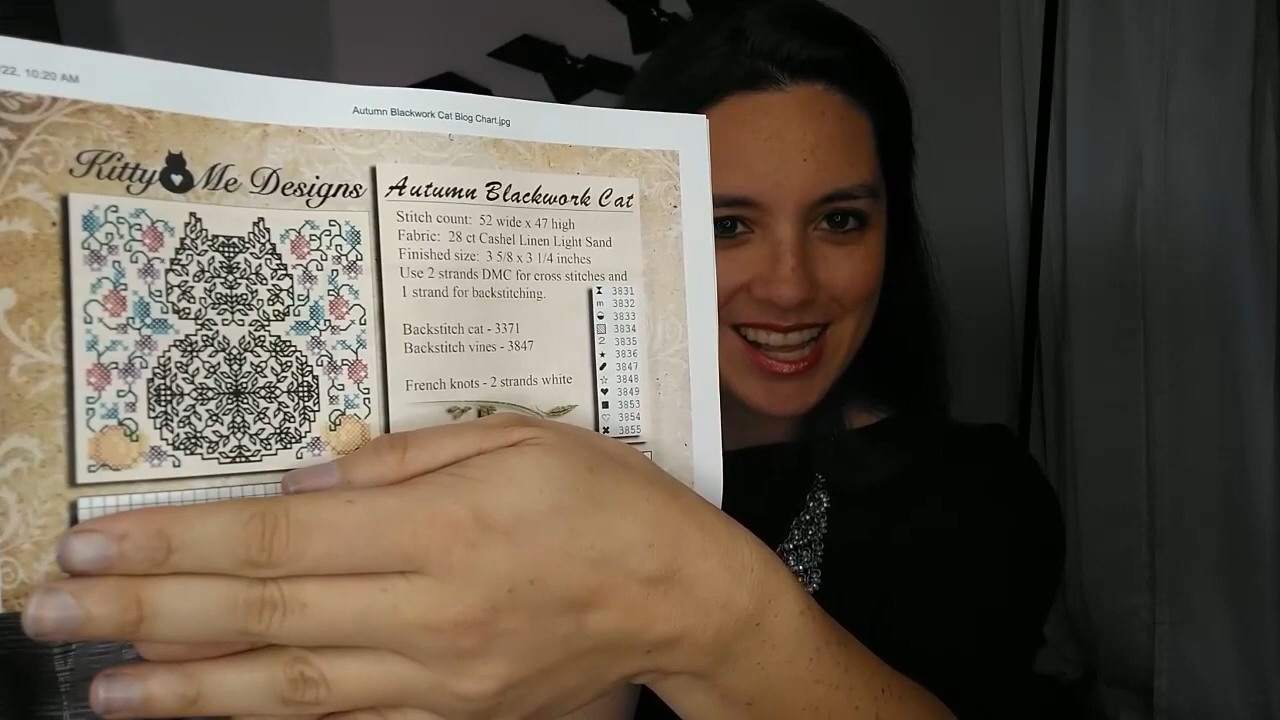 /22, 10:20 AM
Autumn Blackwork Cat Blog Chart.jpg
Kitty Me Designs
Autumn Blackwork Cat
Stitch count: 52 wide x 47 high
Fabric: 28 ct Cashel Linen Light Sand
Finished size: 3 5/8 x 3 1/4 inches
Use 2 strands DMC for cross stitches and
1 strand for backstitching.
Backstitch cat - 3371
Backstitch vines - 3847
French knots - 2 strands white
3831
m 3832
3833
3834
2 3835
★ 3836
3847
☆ 3848
♥ 3849
■ 3853
♡ 3854
✖ 3855